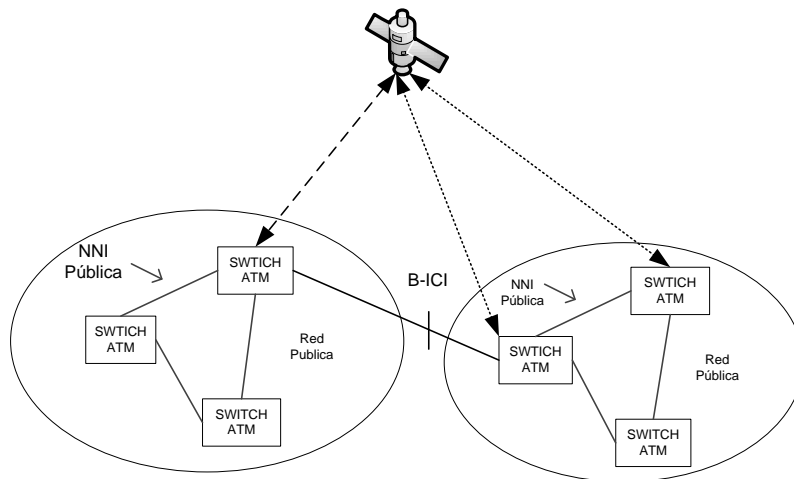 NNI
Pública
SWTICH
ATM
SWTICH
ATM
SWITCH
ATM
Red
Publica
B-ICI
NNI
Pública
SWTICH
ATM
SWTICH
ATM
SWITCH
ATM
Red
Pública